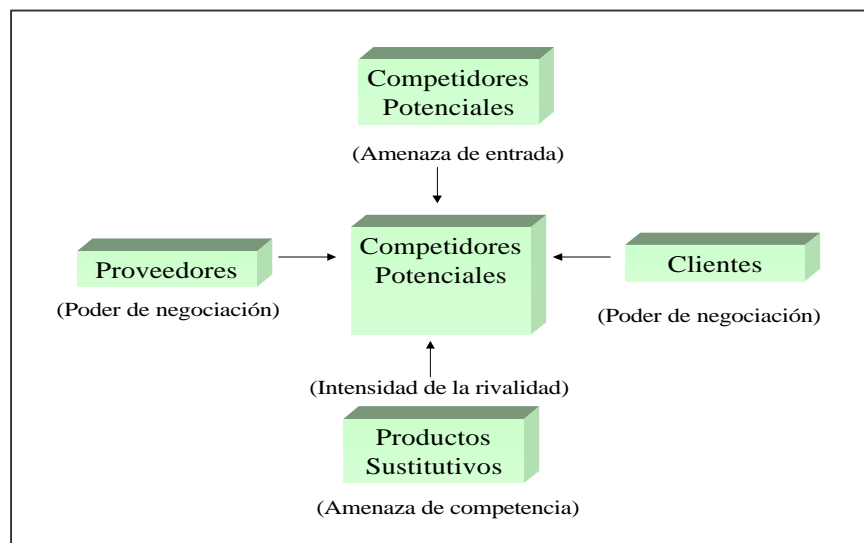 Competidores
Potenciales
(Amenaza de entrada)
Proveedores
(Poder de negociación)
Competidores
Potenciales
Clientes
(Poder de negociación)
(Intensidad de la rivalidad)
Productos
Sustitutivos
(Amenaza de competencia)